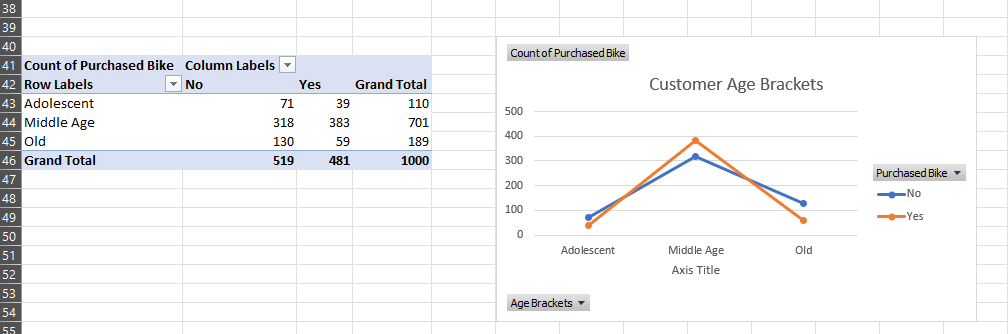 38
39
40
41 Count of Purchased Bike Column Labels
42 Row Labels No Yes Grand Total
43 Adolescent 71 39 110
44 Middle Age 318 383 701
45 Old 130 59 189
46 Grand Total 519 481 1000
47
48
49
50
51
52
53
54
55
Count of Purchased Bike
Customer Age Brackets
500
400
300
200
100
0
Adolescent Middle Age Old
Axis Title
Purchased Bike
No
Yes
Age Brackets